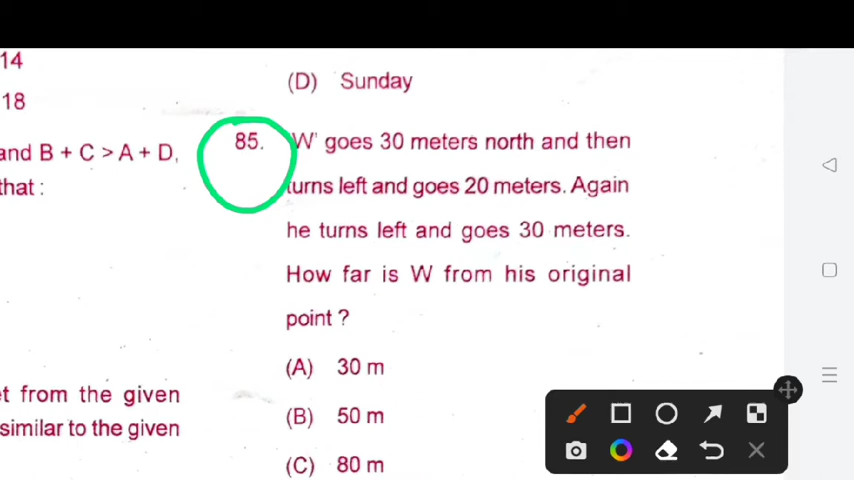 14
18
and B + C > A + D,
that :
et from the given
similar to the given
(D) Sunday
85. W' goes 30 meters north and then
turns left and goes 20 meters. Again
he turns left and goes 30 meters.
How far is W from his original
point ?
(A) 30 m
(B) 50 m
(C) 80 m